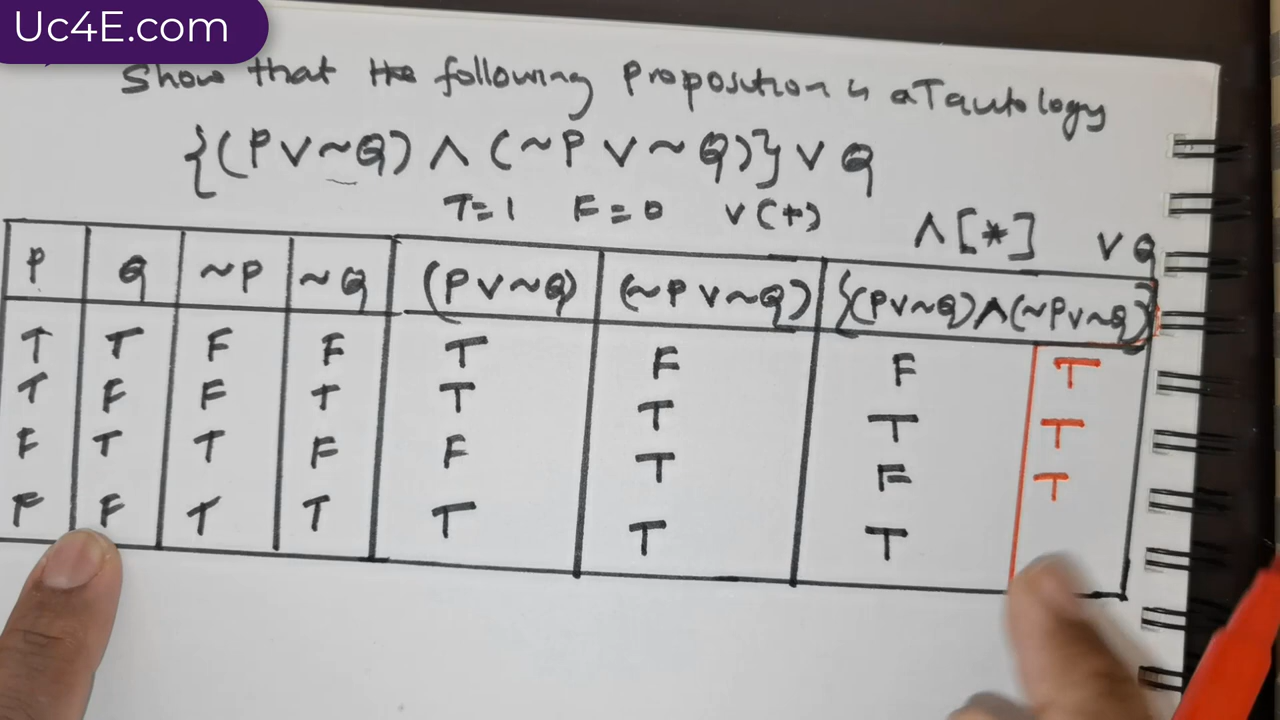 Uc4E.com
Show that the following Proposition is a Tautology
{(P∨~Q)∧(~P∨~Q)}∨Q
T=1 F=0 ∨(+) ∧[*] ∨Q
P Q ~P ~Q (P∨~Q) (~P∨~Q) {(P∨~Q)∧(~P∨~Q)}
T T F F T F F T
T F F T T T T T
F T T F F T F T
F F T T T T T